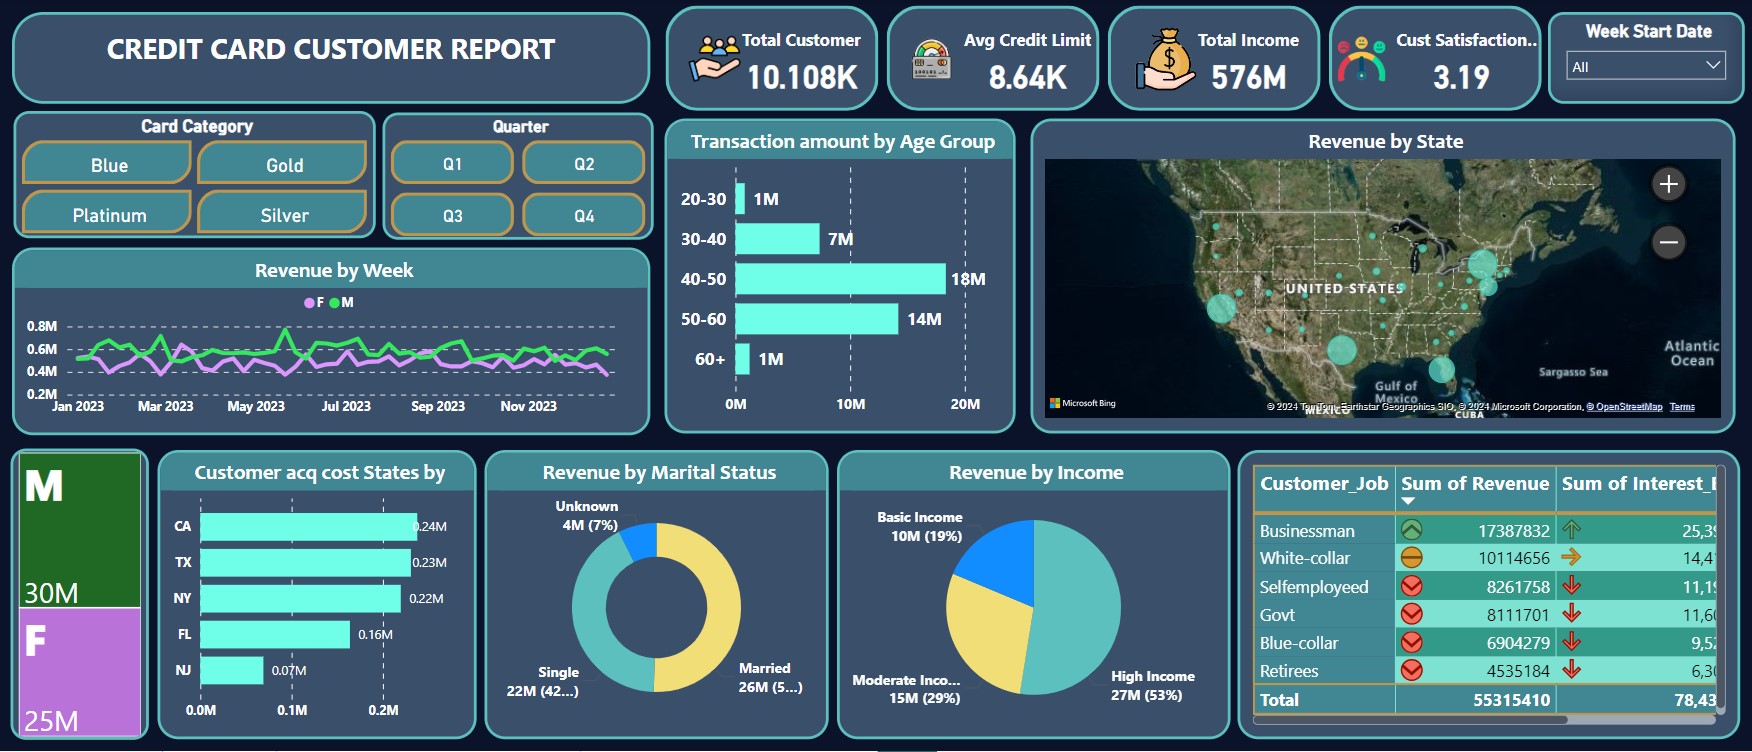 CREDIT CARD CUSTOMER REPORT
Total Customer
10.108K
Avg Credit Limit
8.64K
Total Income
576M
Cust Satisfaction..
3.19
Week Start Date
All
Card Category
Blue
Gold
Platinum
Silver
Quarter
Q1
Q2
Q3
Q4
Revenue by Week
F M
0.8M
0.6M
0.4M
0.2M
Jan 2023 Mar 2023 May 2023 Jul 2023 Sep 2023 Nov 2023
Transaction amount by Age Group
20-30 1M
30-40 7M
40-50 18M
50-60 14M
60+ 1M
0M 10M 20M
Revenue by State
UNITED STATES
Atlantic
Ocean
Sargasso Sea
Gulf of
Mexico
MEXICO
CUBA
Microsoft Bing
© 2024 TomTom, Earthstar Geographics SIO, © 2024 Microsoft Corporation, © OpenStreetMap Terms
M
30M
F
25M
Customer acq cost States by
CA 0.24M
TX 0.23M
NY 0.22M
FL 0.16M
NJ 0.07M
0.0M 0.1M 0.2M
Revenue by Marital Status
Unknown
4M (7%)
Single
22M (42...)
Married
26M (5...)
Revenue by Income
Basic Income
10M (19%)
Moderate Inco...
15M (29%)
High Income
27M (53%)
Customer_Job Sum of Revenue Sum of Interest_
Businessman 17387832 25,39
White-collar 10114656 14,4
Selfemployeed 8261758 11,19
Govt 8111701 11,60
Blue-collar 6904279 9,52
Retirees 4535184 6,30
Total 55315410 78,43